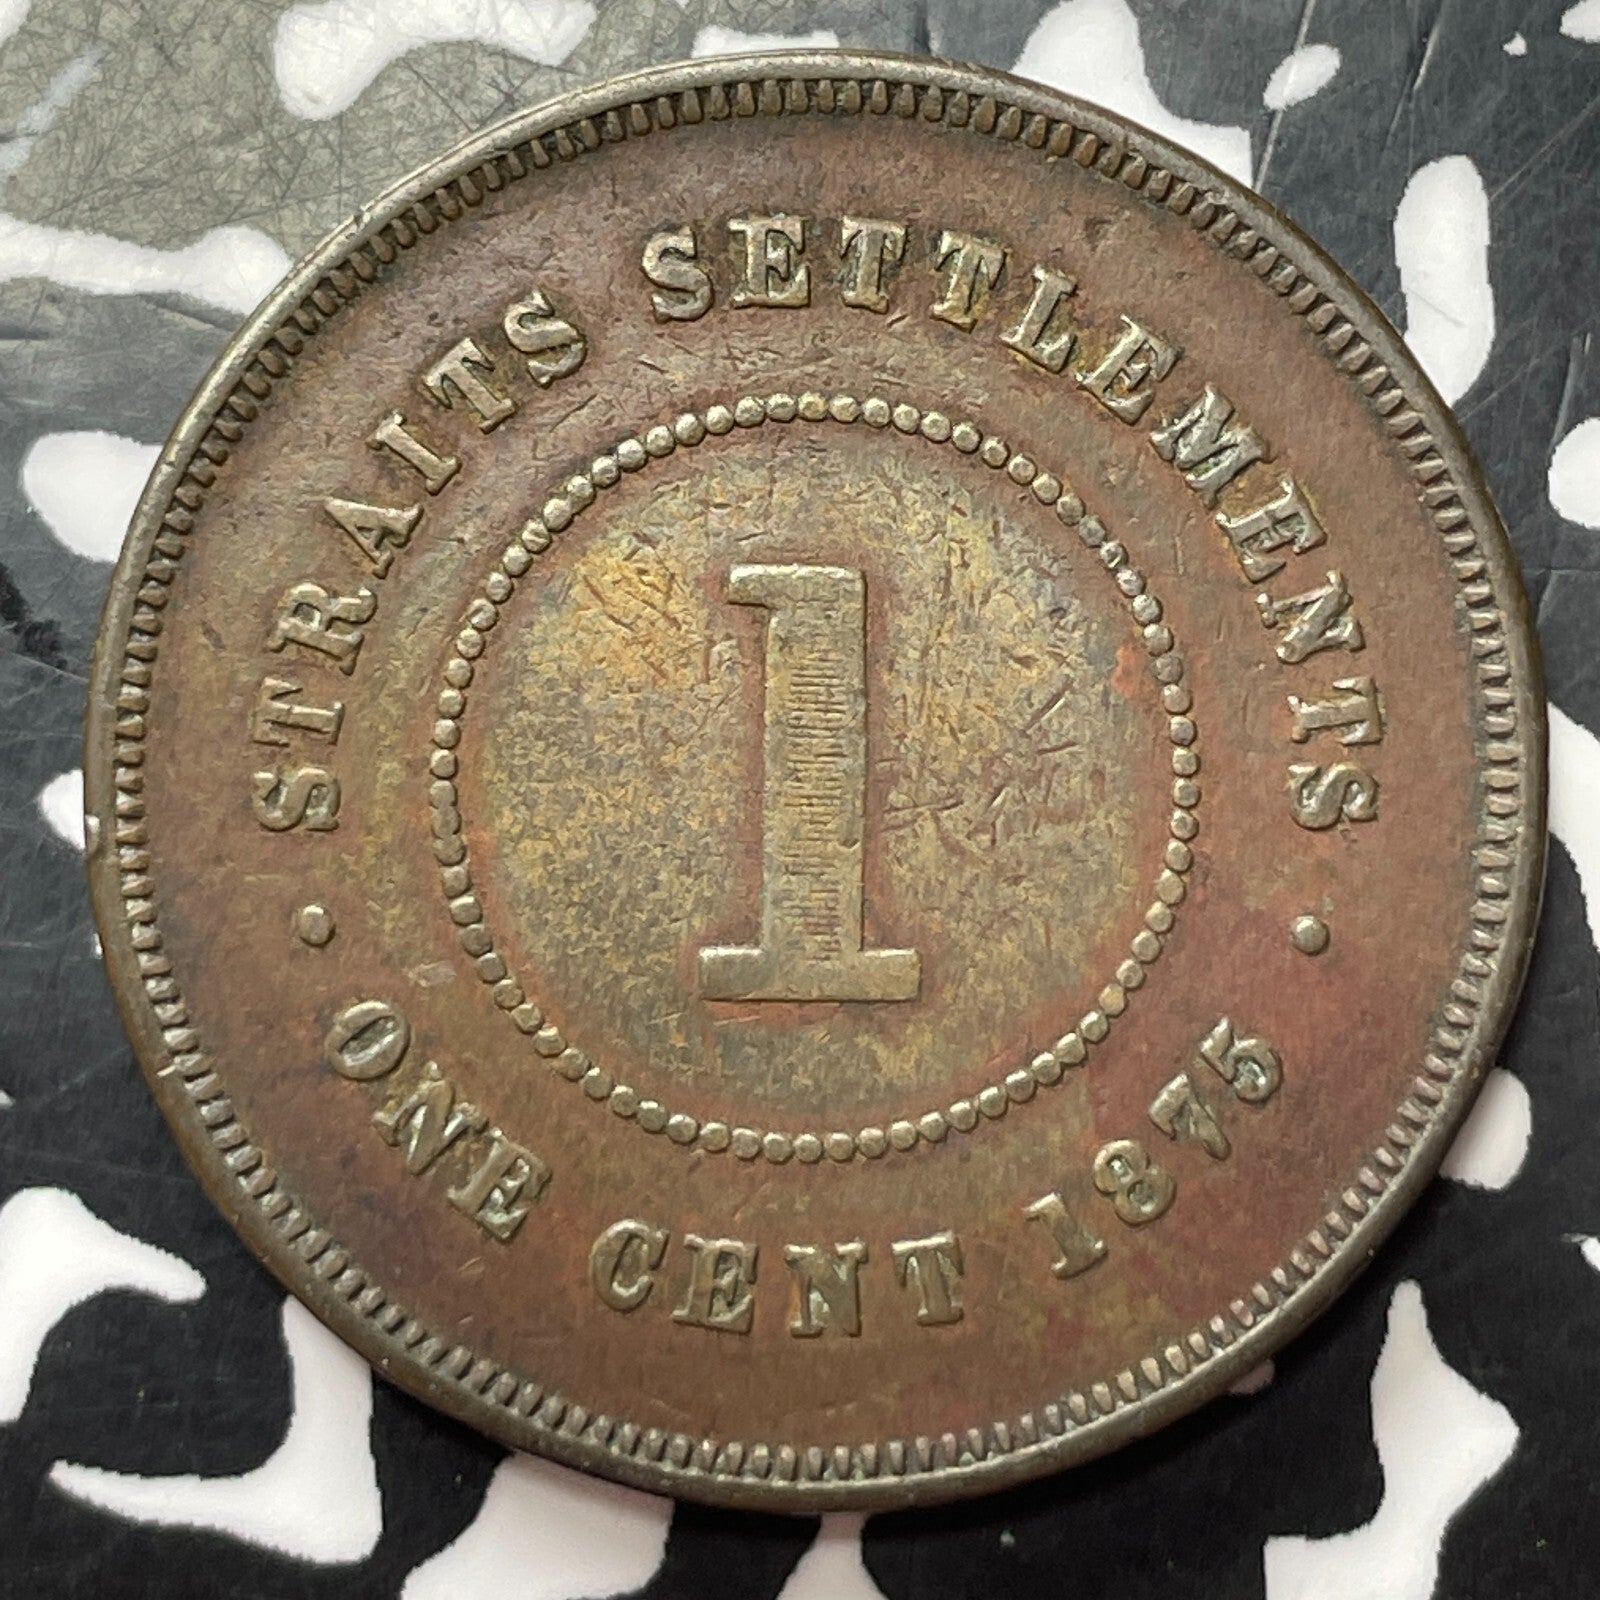 STRAITS SETTLEMENTS
1
· ONE CENT 1875 ·